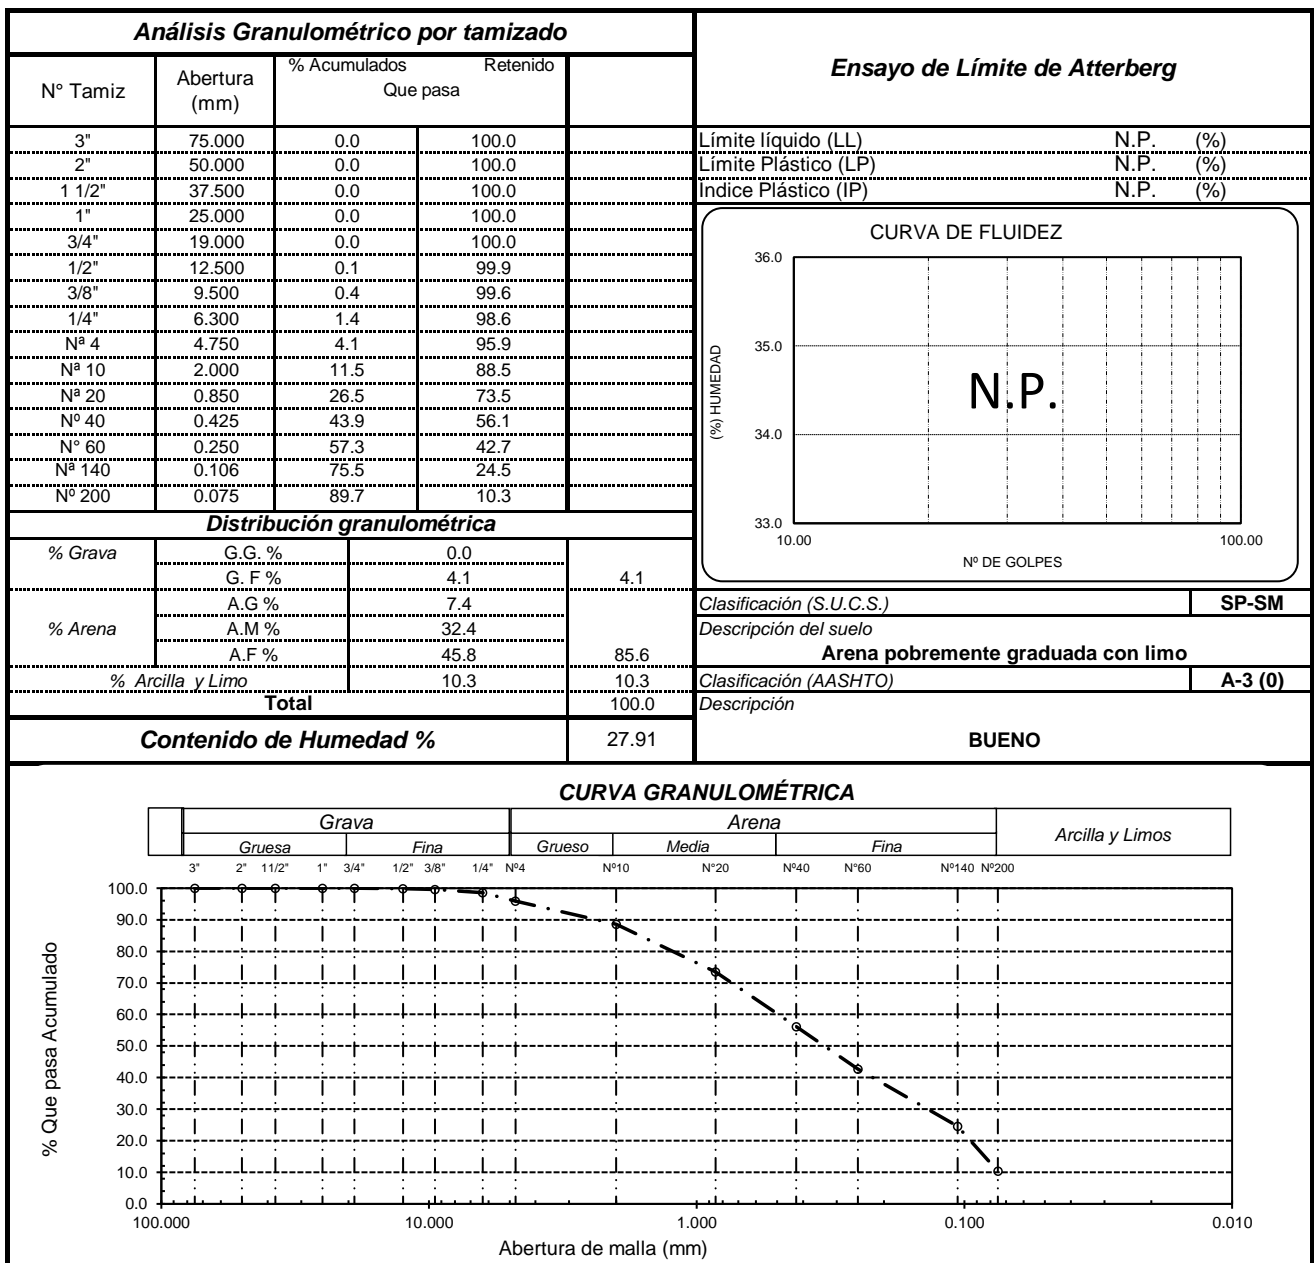 Análisis Granulométrico por tamizado
N° Tamiz Abertura (mm) % Acumulados Retenido Que pasa
3" 75.000 0.0 100.0
2" 50.000 0.0 100.0
1 1/2" 37.500 0.0 100.0
1" 25.000 0.0 100.0
3/4" 19.000 0.0 100.0
1/2" 12.500 0.1 99.9
3/8" 9.500 0.4 99.6
1/4" 6.300 1.4 98.6
Nª 4 4.750 4.1 95.9
Nª 10 2.000 11.5 88.5
Nª 20 0.850 26.5 73.5
Nº 40 0.425 43.9 56.1
N° 60 0.250 57.3 42.7
Nª 140 0.106 75.5 24.5
Nº 200 0.075 89.7 10.3
Distribución granulométrica
% Grava G.G. % 0.0
G. F % 4.1 4.1
A.G % 7.4
% Arena A.M % 32.4
A.F % 45.8 85.6
% Arcilla y Limo 10.3 10.3
Total 100.0
Contenido de Humedad % 27.91
Ensayo de Límite de Atterberg
Límite líquido (LL) N.P. (%)
Límite Plástico (LP) N.P. (%)
Indice Plástico (IP) N.P. (%)
CURVA DE FLUIDEZ
36.0
35.0
34.0
33.0
(%) HUMEDAD
N.P.
10.00 100.00
Nº DE GOLPES
Clasificación (S.U.C.S.) SP-SM
Descripción del suelo
Arena pobremente graduada con limo
Clasificación (AASHTO) A-3 (0)
Descripción
BUENO
CURVA GRANULOMÉTRICA
Grava Arena Arcilla y Limos
Gruesa Fina Grueso Media Fina
3" 2" 11/2" 1" 3/4" 1/2" 3/8" 1/4" Nº4 Nº10 N°20 N°40 N°60 Nº140 Nº200
100.0
90.0
80.0
70.0
60.0
50.0
40.0
30.0
20.0
10.0
0.0
% Que pasa Acumulado
100.000 10.000 1.000 0.100 0.010
Abertura de malla (mm)